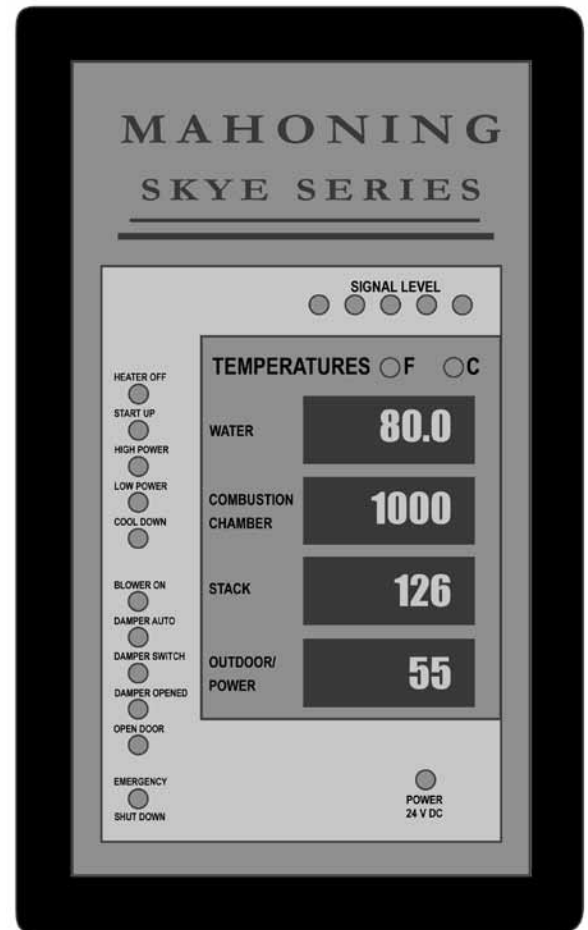 MAHONING
SKYE SERIES
SIGNAL LEVEL
TEMPERATURES F C
HEATER OFF
START UP
HIGH POWER
LOW POWER
COOL DOWN
BLOWER ON
DAMPER AUTO
DAMPER SWITCH
DAMPER OPENED
OPEN DOOR
EMERGENCY
SHUT DOWN
WATER 80.0
COMBUSTION
CHAMBER 1000
STACK 126
OUTDOOR/
POWER 55
POWER
24 V DC